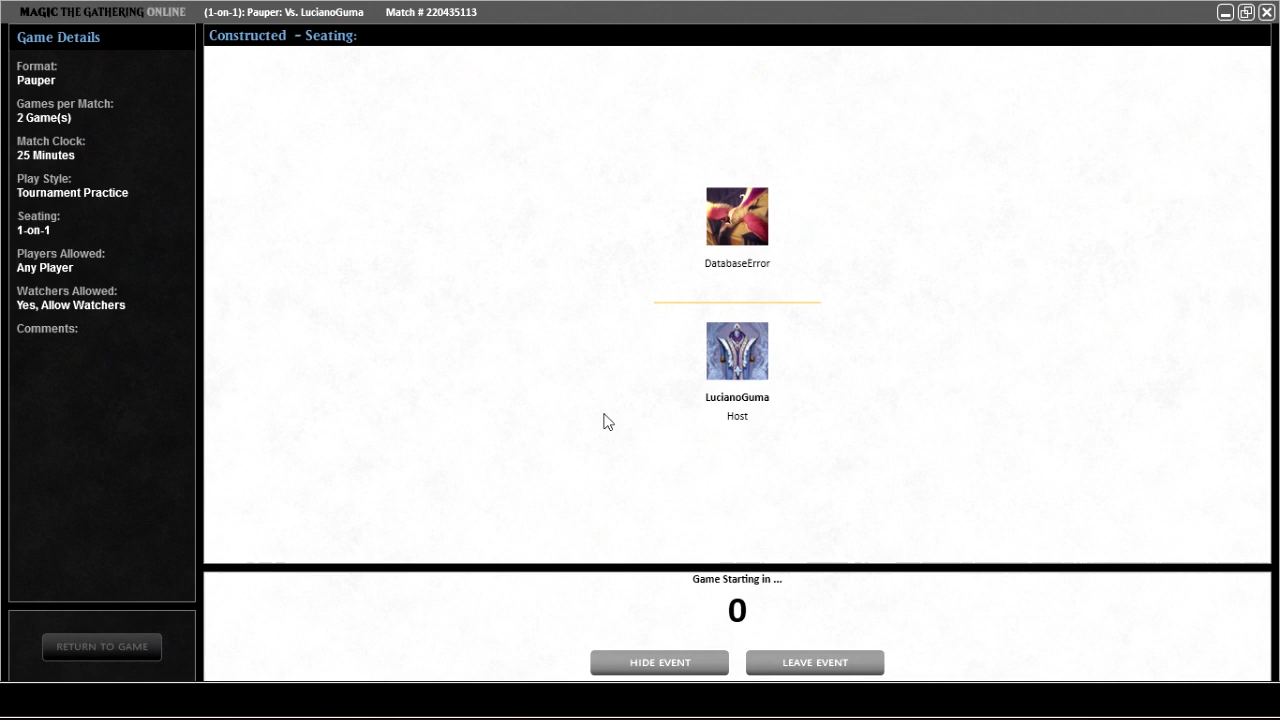 MAGIC THE GATHERING ONLINE (1-on-1): Pauper: Vs. LucianoGuma Match # 220435113
Game Details
Format:
Pauper
Games per Match:
2 Game(s)
Match Clock:
25 Minutes
Play Style:
Tournament Practice
Seating:
1-on-1
Players Allowed:
Any Player
Watchers Allowed:
Yes, Allow Watchers
Comments:
RETURN TO GAME
Constructed - Seating:
DatabaseError
LucianoGuma
Host
Game Starting in ...
0
HIDE EVENT LEAVE EVENT